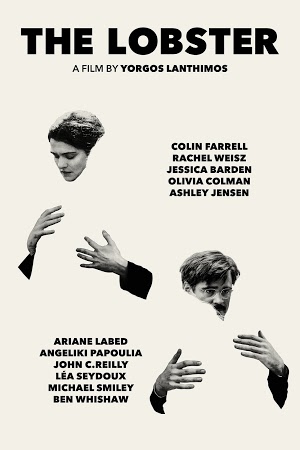 THE LOBSTER
A FILM BY YORGOS LANTHIMOS
COLIN FARRELL
RACHEL WEISZ
JESSICA BARDEN
OLIVIA COLMAN
ASHLEY JENSEN
ARIANE LABED
ANGELIKI PAPOULIA
JOHN C.REILLY
LÉA SEYDOUX
MICHAEL SMILEY
BEN WHISHAW